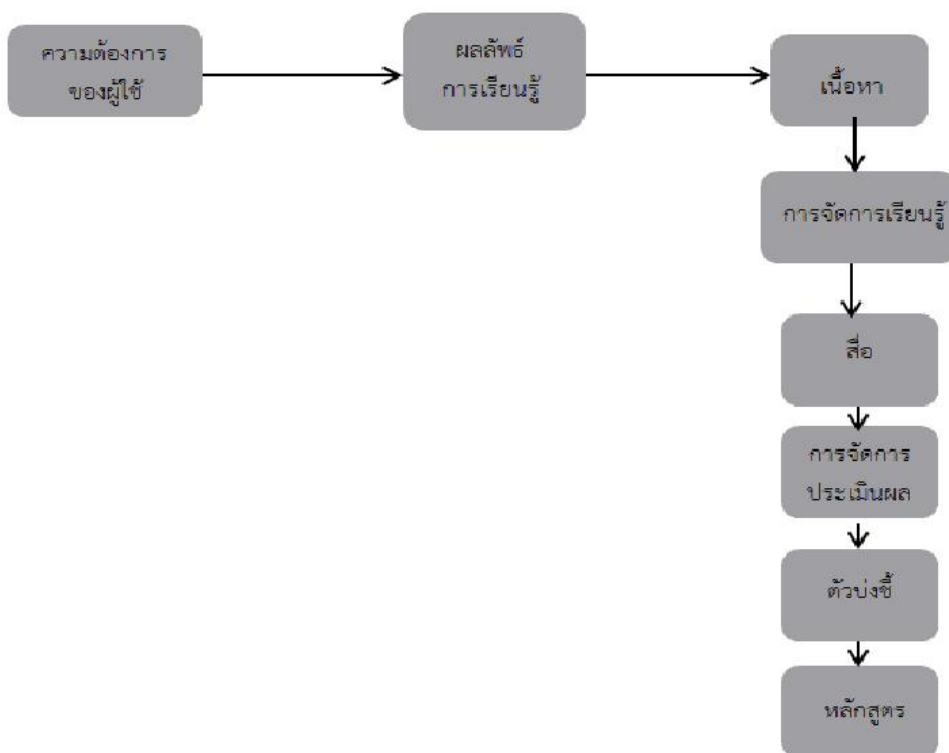 ความต้องการ
ของผู้ใช้
ผลลัพธ์
การเรียนรู้
เนื้อหา
การจัดการเรียนรู้
สื่อ
การจัดการ
ประเมินผล
ตัวบ่งชี้
หลักสูตร